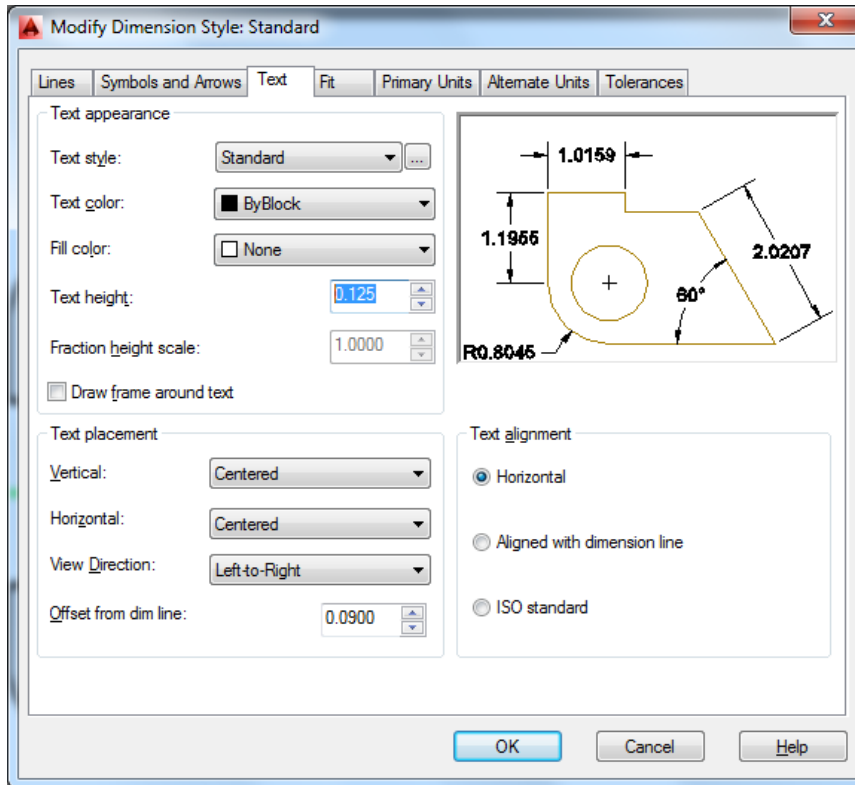 Modify Dimension Style: Standard
Lines Symbols and Arrows Text Fit Primary Units Alternate Units Tolerances
Text appearance
Text style: Standard ...
Text color: ByBlock
Fill color: None
Text height: 0.125
Fraction height scale: 1.0000
Draw frame around text
1.0159
1.1955
2.0207
60°
R0.8045
Text placement
Vertical: Centered
Horizontal: Centered
View Direction: Left-to-Right
Offset from dim line: 0.0900
Text alignment
Horizontal
Aligned with dimension line
ISO standard
OK Cancel Help